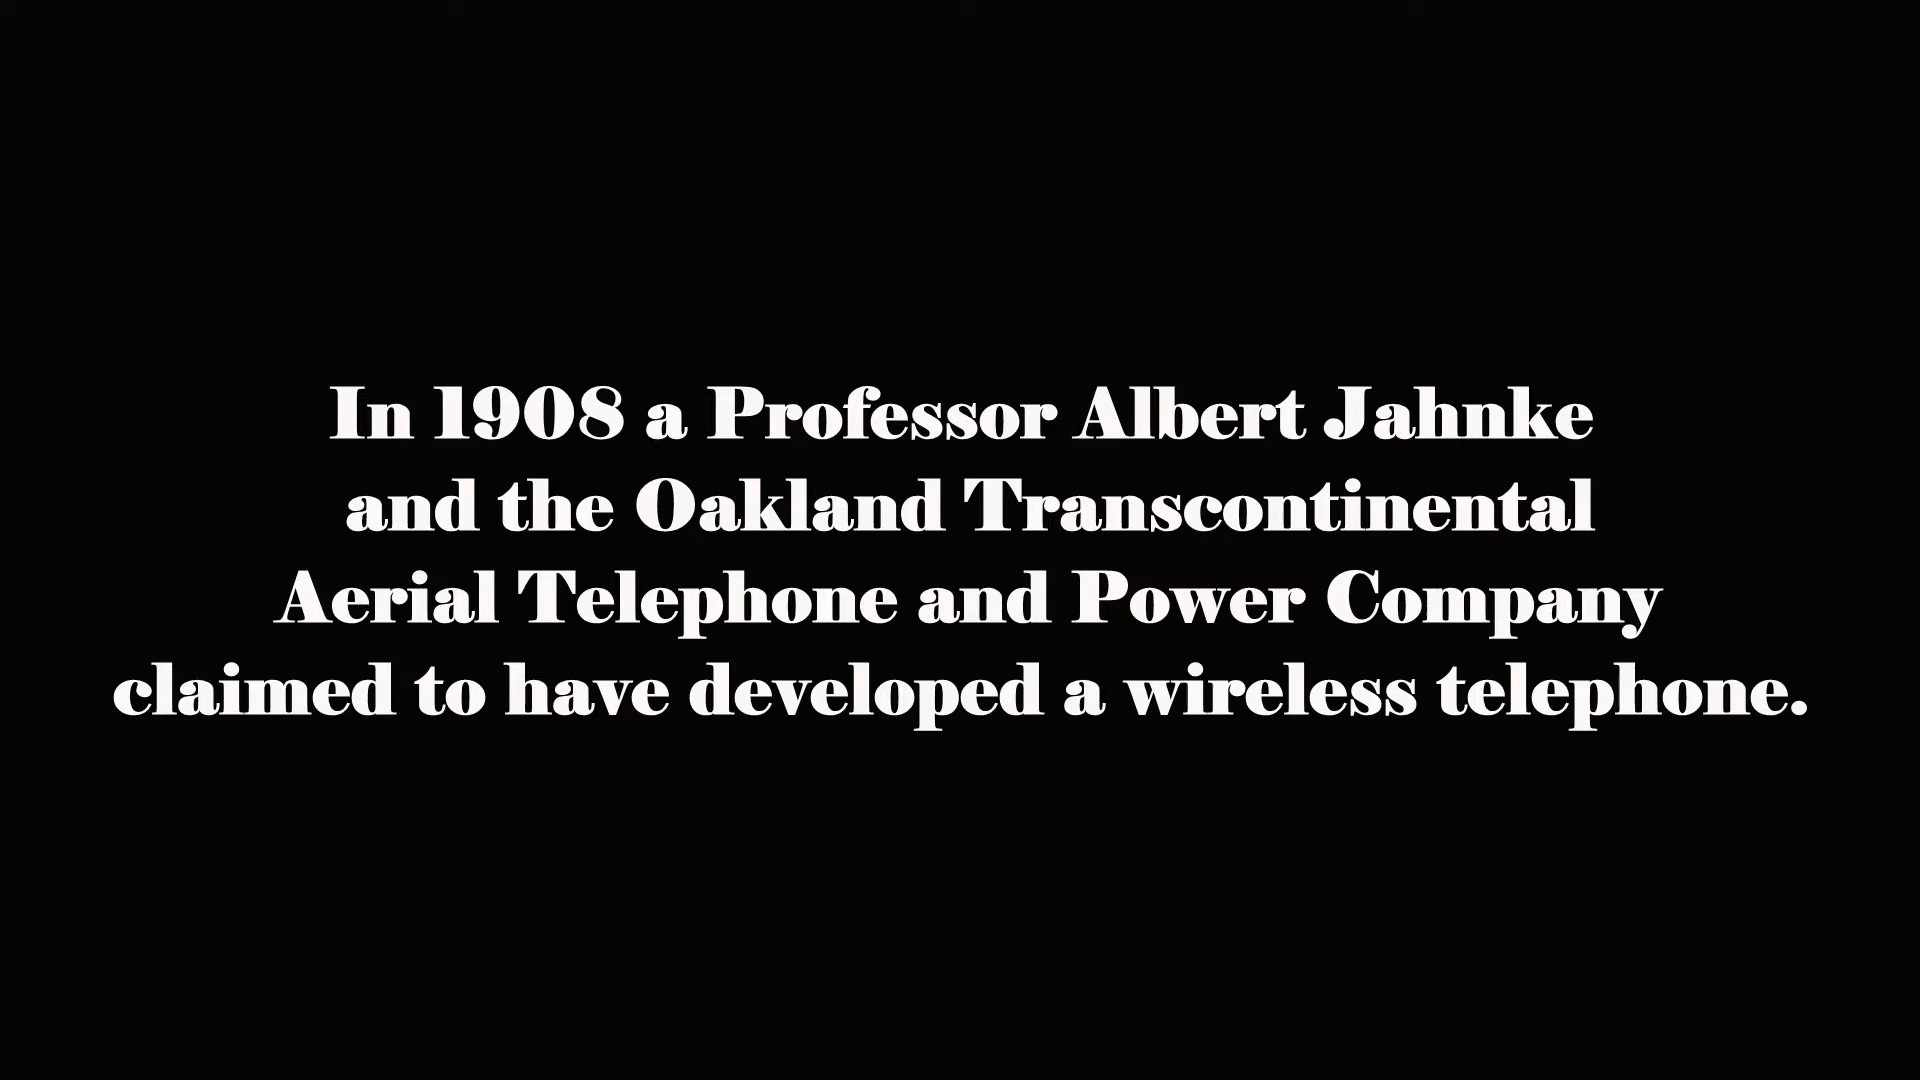 In 1908 a Professor Albert Jahnke
and the Oakland Transcontinental
Aerial Telephone and Power Company
claimed to have developed a wireless telephone.